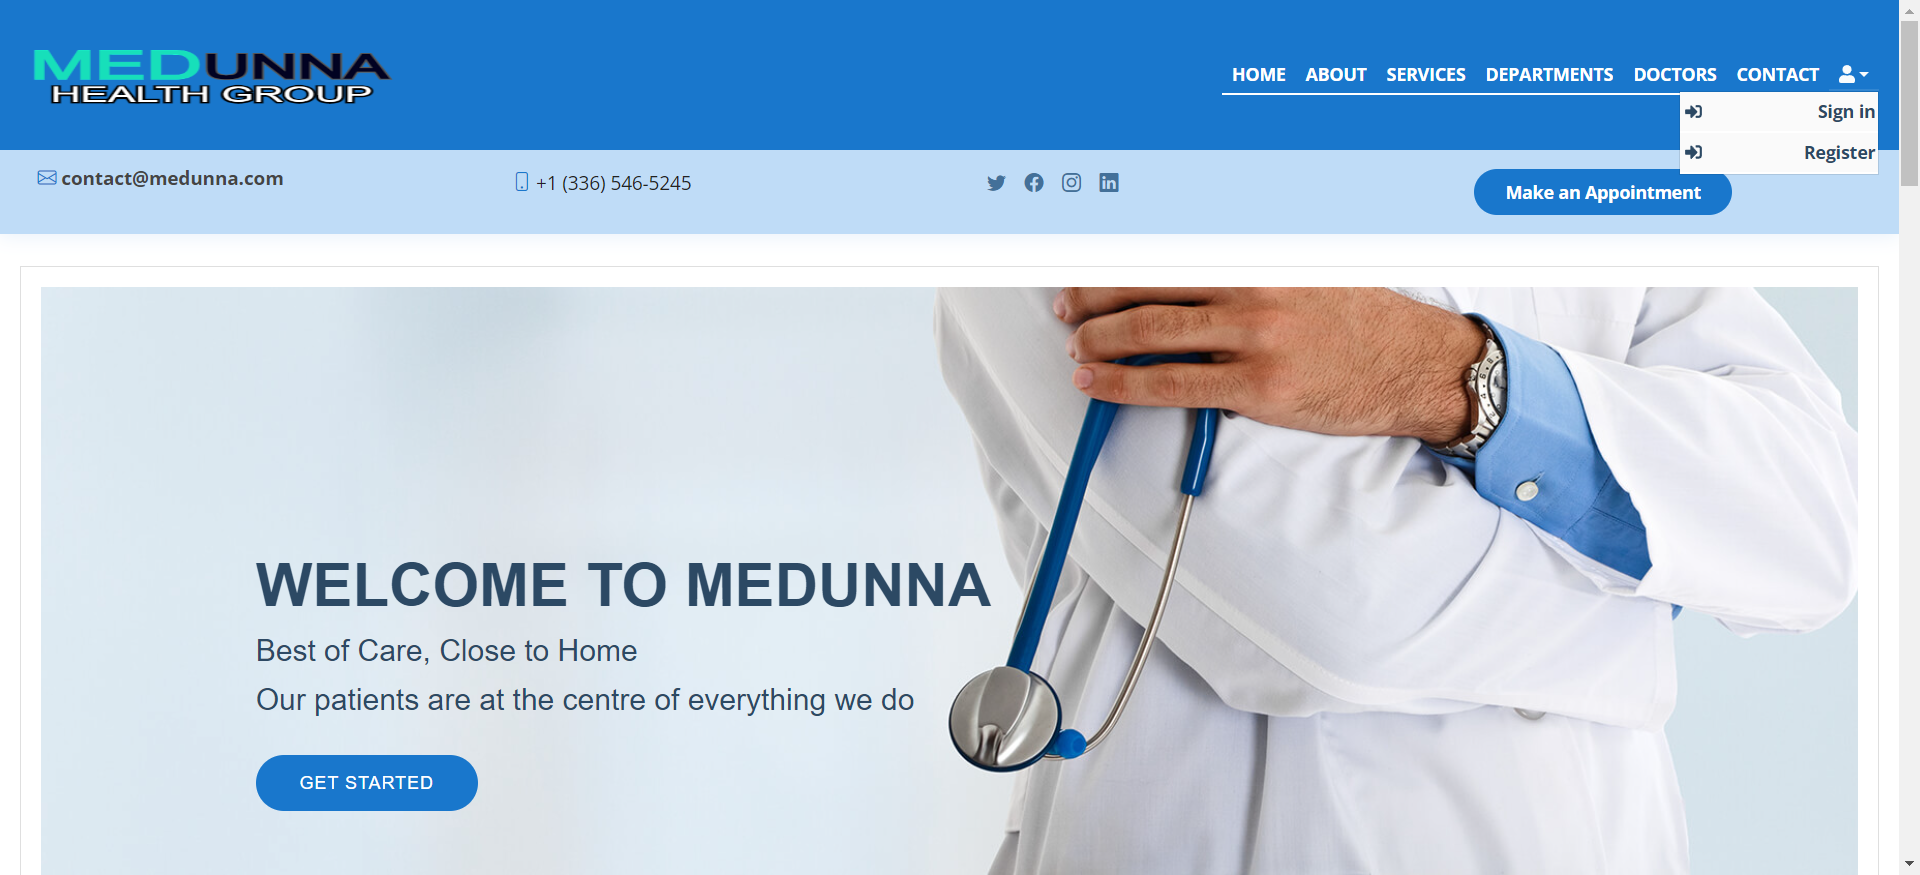 MEDUNNA
HEALTH GROUP
HOME ABOUT SERVICES DEPARTMENTS DOCTORS CONTACT
Sign in
Register
contact@medunna.com
+1 (336) 546-5245
Make an Appointment
WELCOME TO MEDUNNA
Best of Care, Close to Home
Our patients are at the centre of everything we do
GET STARTED